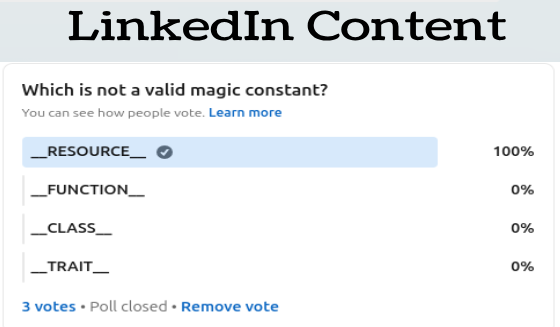 LinkedIn Content
Which is not a valid magic constant?
You can see how people vote. Learn more
__RESOURCE__ 100%
__FUNCTION__ 0%
__CLASS__ 0%
__TRAIT__ 0%
3 votes • Poll closed • Remove vote